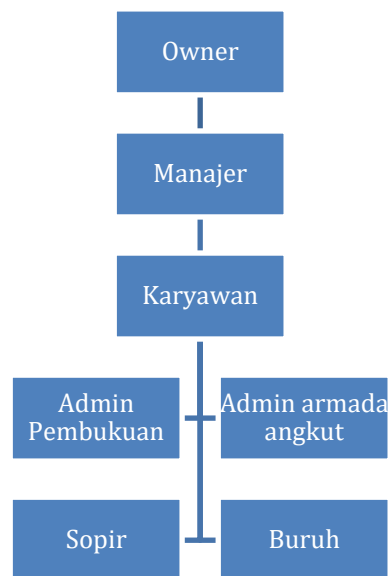 Owner
Manajer
Karyawan
Admin
Pembukuan
Admin armada
angkut
Sopir
Buruh